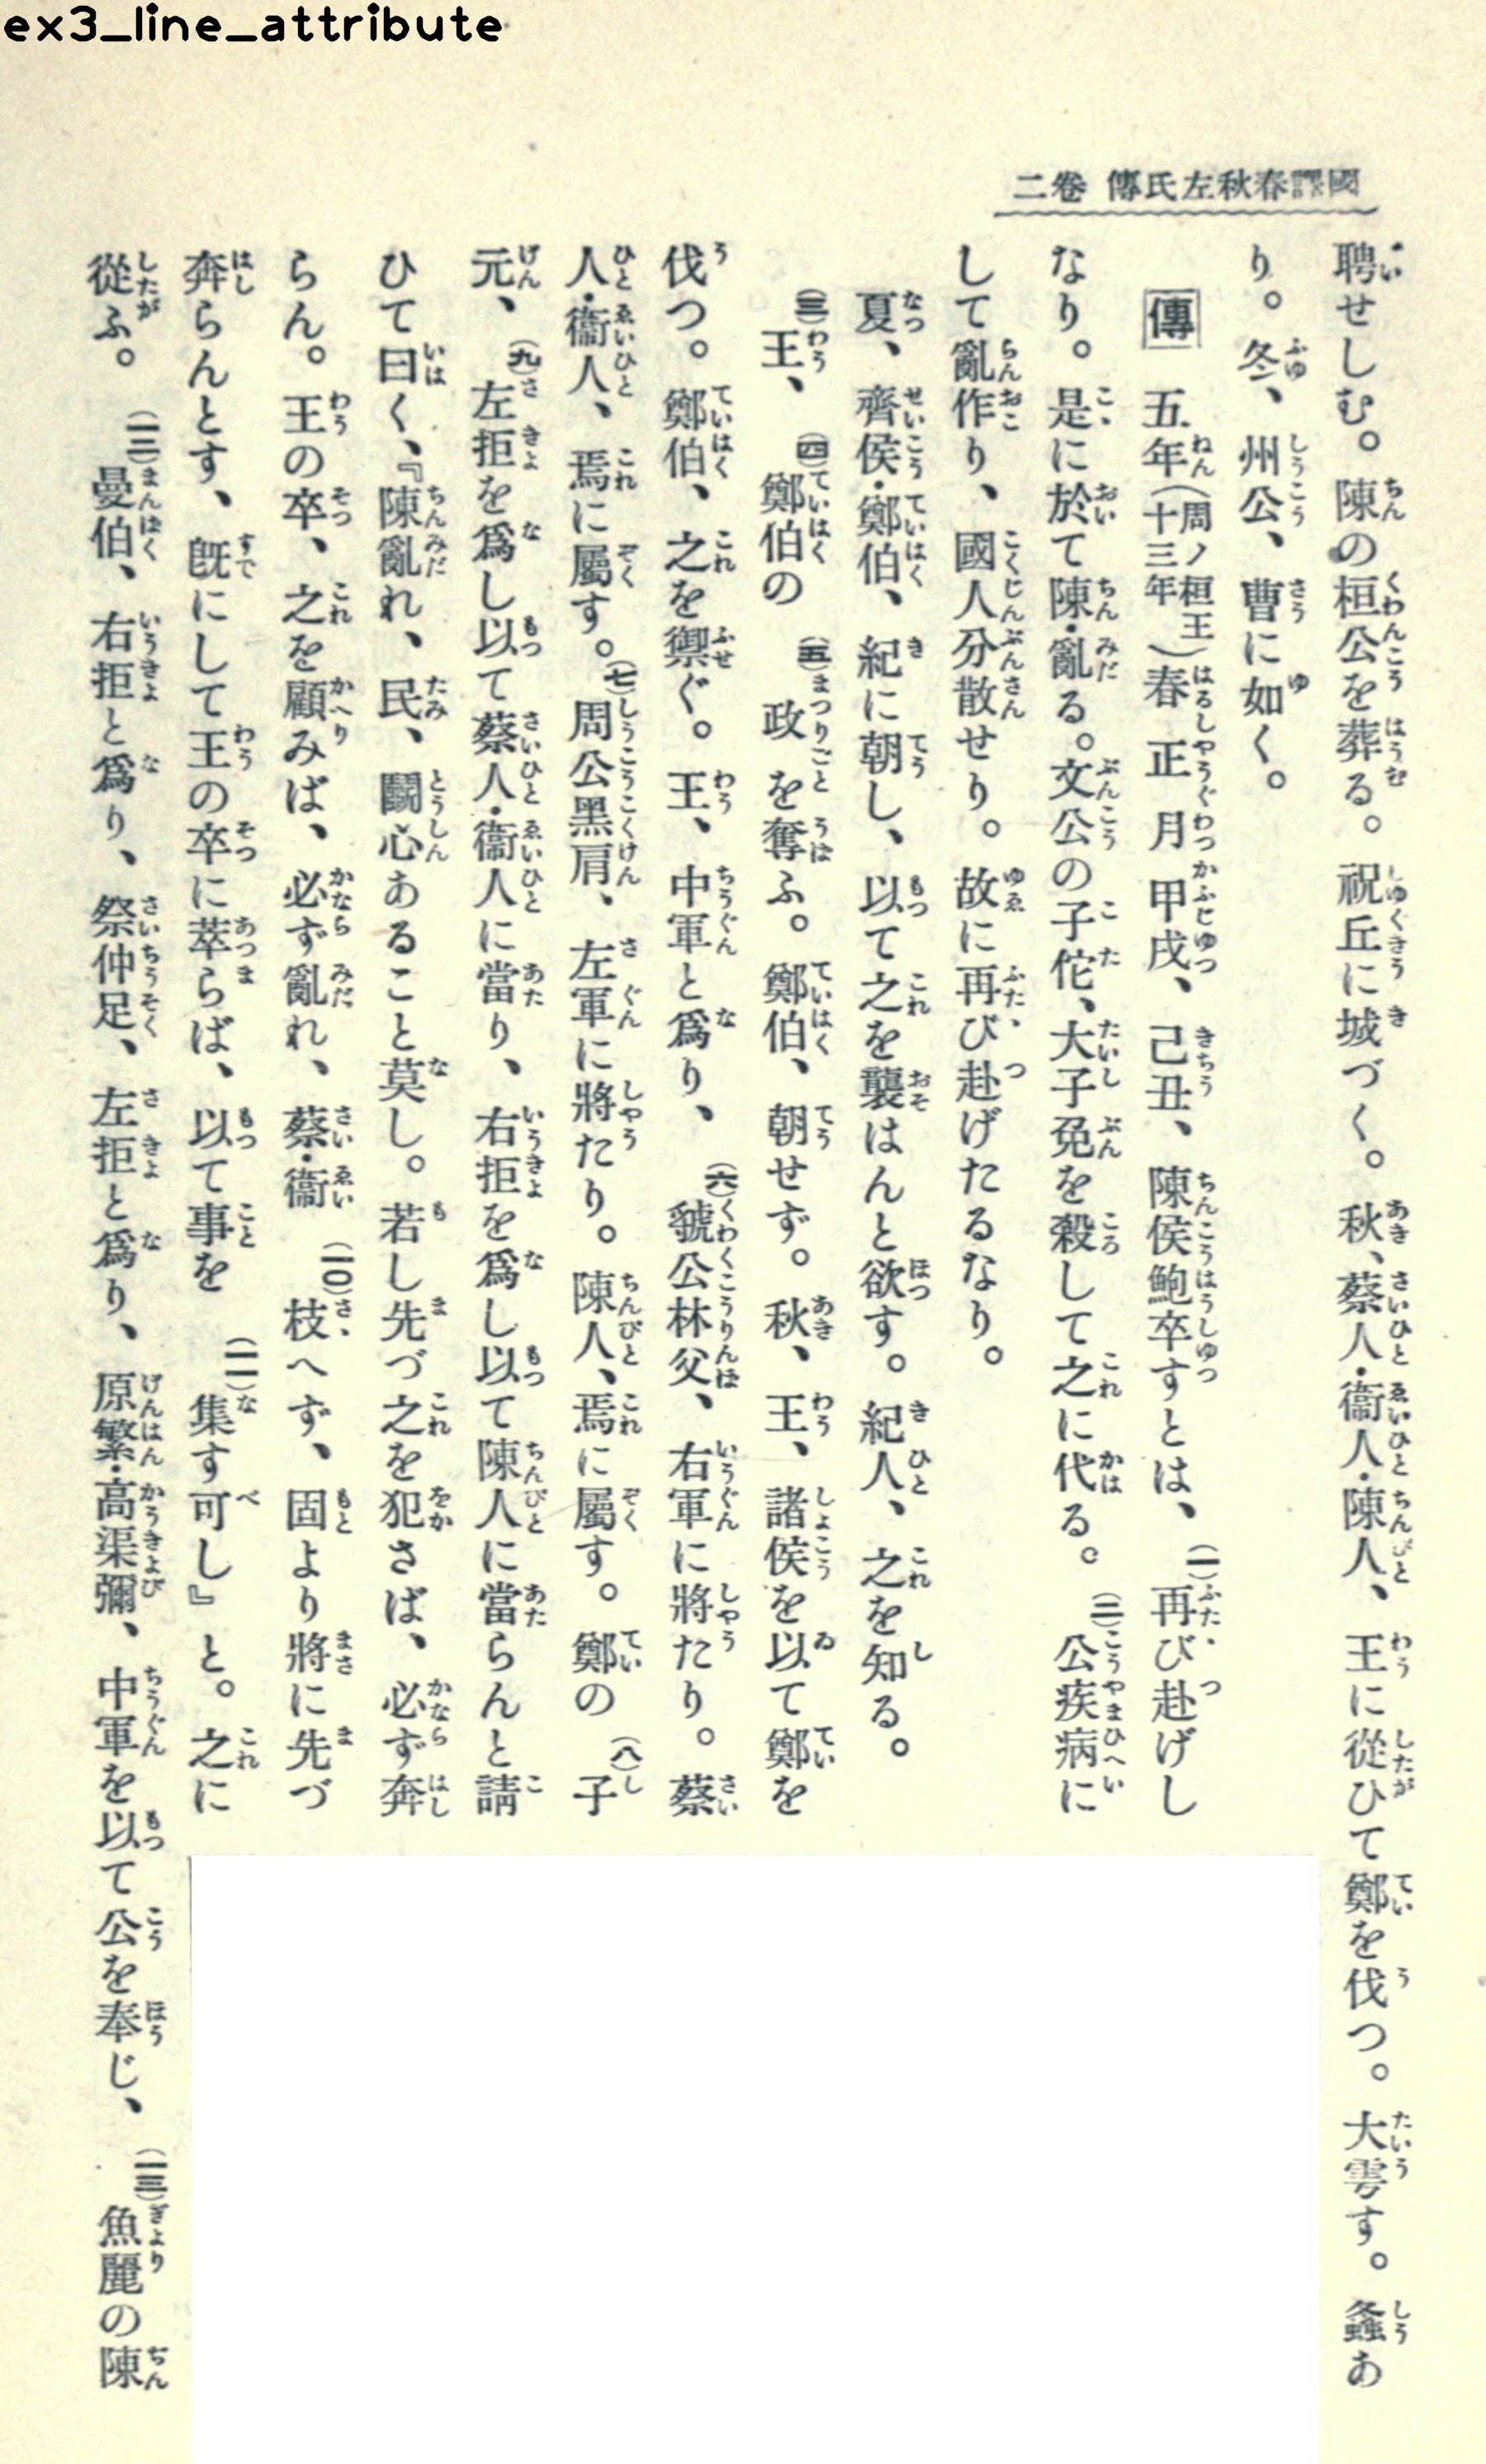 ex3_line_attribute
國譯春秋左氏傳 卷二
聘せしむ。陳の桓公を葬る。祝丘に城づく。秋、蔡人・衞人・陳人、王に從ひて鄭を伐つ。大雩す。螽あ
り。冬、州公、曹に如く。
傳 五年(周ノ桓王十三年)春正月甲戌、己丑、陳侯鮑卒すとは、(一)再び赴げし
なり。是に於て陳亂る。文公の子佗、大子免を殺して之に代る。(二)公疾病に
して亂作り、國人分散せり。故に再び赴げたるなり。
夏、齊侯・鄭伯、紀に朝し、以て之を襲はんと欲す。紀人、之を知る。
(三)王、(四)鄭伯の(五)政を奪ふ。鄭伯、朝せず。秋、王、諸侯を以て鄭を
伐つ。鄭伯、之を禦ぐ。王、中軍と爲り、(六)虢公林父、右軍に將たり。蔡
人・衞人、焉に屬す。(七)周公黑肩、左軍に將たり。陳人、焉に屬す。鄭の(八)子
元、(九)左拒を爲し以て蔡人・衞人に當り、右拒を爲し以て陳人に當らんと請
ひて曰く、『陳亂れ、民、鬪心あること莫し。若し先づ之を犯さば、必ず奔
らん。王の卒、之を顧みば、必ず亂れ、蔡・衞(一〇)枝へず、固より將に先づ
奔らんとす、旣にして王の卒に萃らば、以て事を(一一)集す可し』と。之に
從ふ。(一二)曼伯、右拒と爲り、祭仲足、左拒と爲り、原繁・高渠彌、中軍を以て公を奉じ、(一三)魚麗の陳